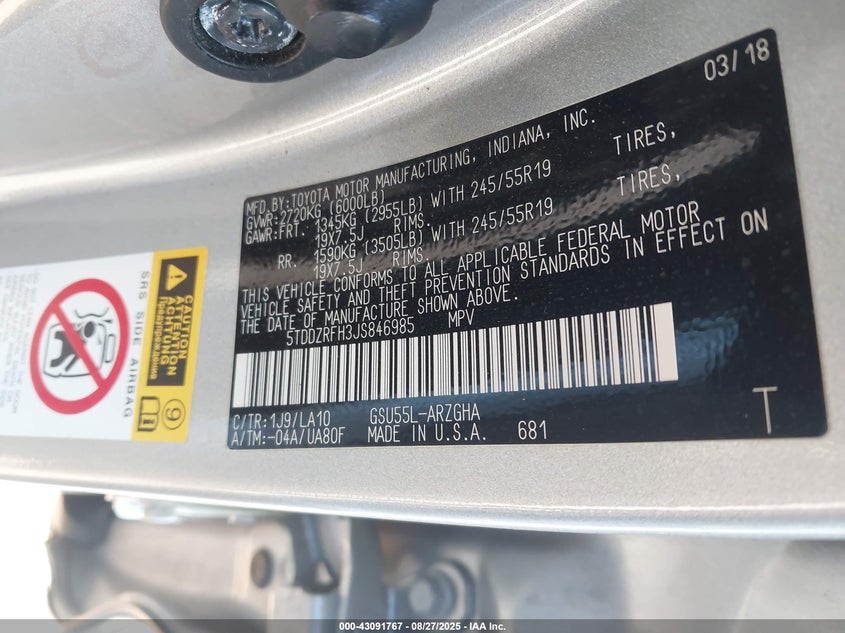 03/18
MFD.BY:TOYOTA MOTOR MANUFACTURING, INDIANA, INC.
GVWR:2720KG (6000LB)
GAWR:FRT. 1345KG (2955LB) WITH 245/55R19 TIRES,
19X7.5J RIMS.
RR. 1590KG (3505LB) WITH 245/55R19 TIRES,
19X7.5J RIMS.
THIS VEHICLE CONFORMS TO ALL APPLICABLE FEDERAL MOTOR
VEHICLE SAFETY AND THEFT PREVENTION STANDARDS IN EFFECT ON
THE DATE OF MANUFACTURE SHOWN ABOVE.
5TDDZRFH3JS846985 MPV
C/TR:1J9/LA10 GSU55L-ARZGHA
A/TM:-04A/UA80F MADE IN U.S.A. 681
T
CAUTION
ATTENTION
Предупреждение
9
SRS SIDE AIRBAG
000-43091767 - 08/27/2025 - IAA Inc.